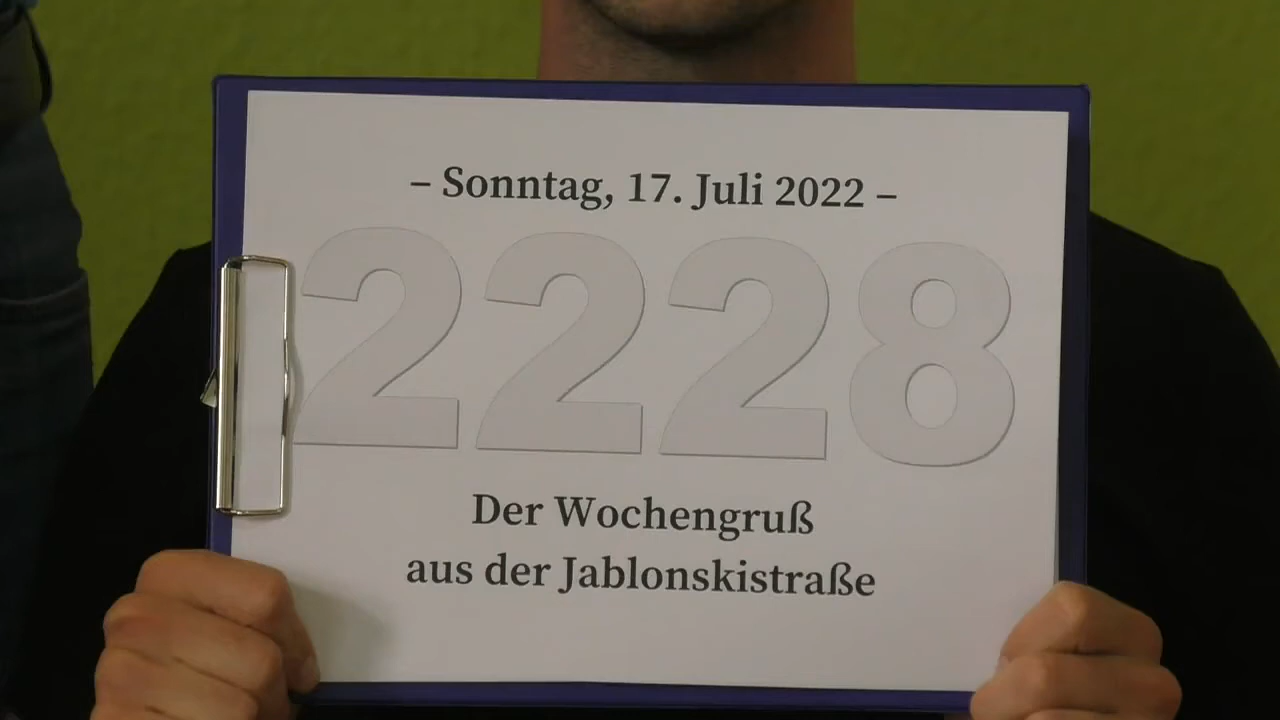 – Sonntag, 17. Juli 2022 –
2228
Der Wochengruß
aus der Jablonskistraße